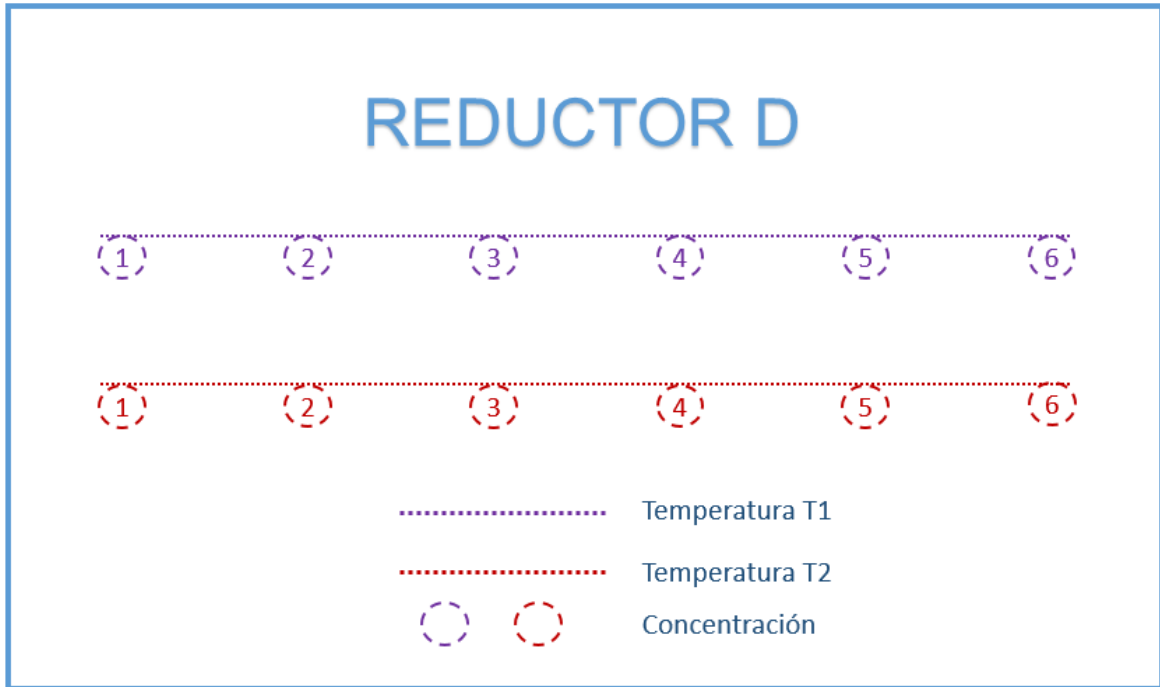 REDUCTOR D
1 2 3 4 5 6
1 2 3 4 5 6
Temperatura T1
Temperatura T2
Concentración